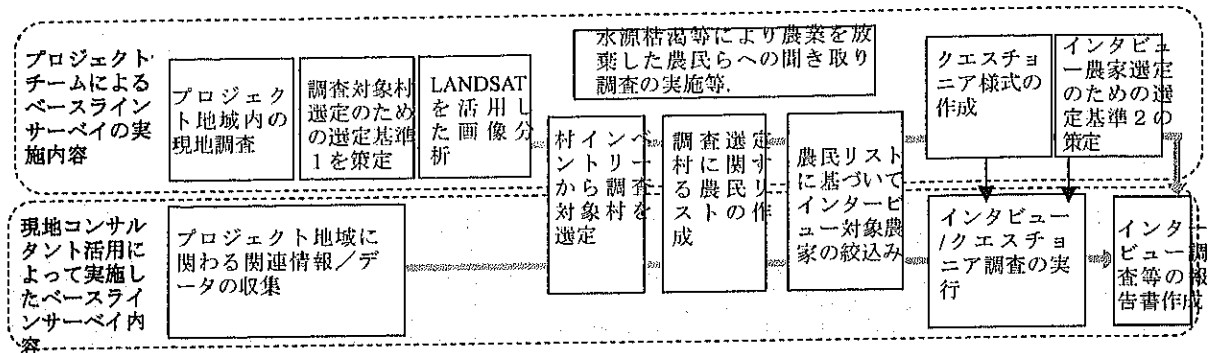 プロジェクト
チームによる
ベースライン
サーベイの実
施内容
プロジェク
ト地域内の
現地調査
調査対象村
選定のため
の選定基準
1を策定
LANDSAT
を活用し
た画像分
析
水源枯渇等により農業を放
棄した農民らへの聞き取り
調査の実施等.
村インベ
ントリー
から調査
対象村を
選定
調査選定
村に関す
る農民リ
ストの作
成
農民リスト
に基づいて
インタービ
ュー対象農
家の絞込み
クエスチョ
ニア様式の
作成
インタビュ
ー農家選定
のための選
定基準2の
策定
現地コンサル
タント活用に
よって実施し
たベースライ
ンサーベイ内
容
プロジェクト地域に
関わる関連情報／デ
ータの収集
インタビュー
/クエスチョ
ニア調査の実
行
インター
ビュー調
査等の報
告書作成